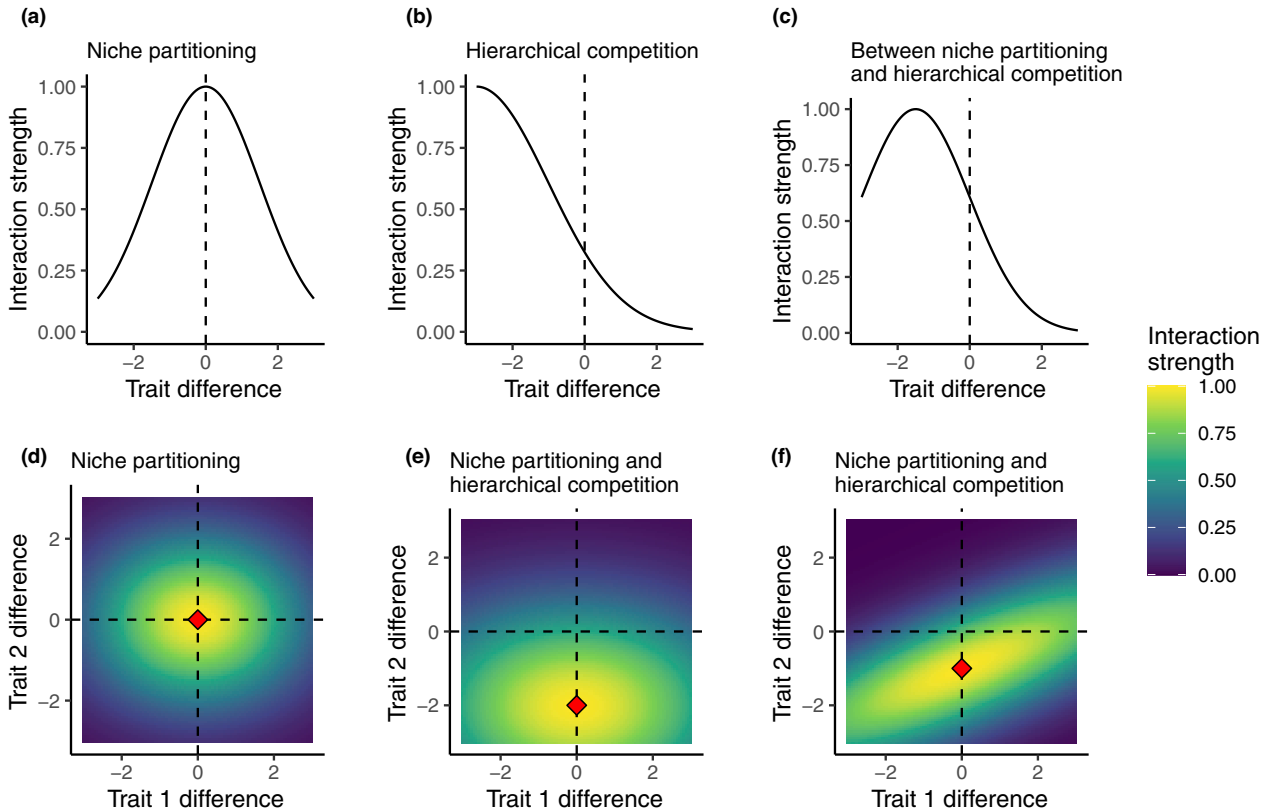 (a)
Niche partitioning
1.00
0.75
0.50
0.25
0.00
Interaction strength
−2
0
2
Trait difference
(b)
Hierarchical competition
1.00
0.75
0.50
0.25
0.00
Interaction strength
−2
0
2
Trait difference
(c)
Between niche partitioning
and hierarchical competition
1.00
0.75
0.50
0.25
0.00
Interaction strength
−2
0
2
Trait difference
Interaction
strength
1.00
0.75
0.50
0.25
0.00
(d)
Niche partitioning
2
0
−2
Trait 2 difference
−2
0
2
Trait 1 difference
(e)
Niche partitioning and
hierarchical competition
2
0
−2
Trait 2 difference
−2
0
2
Trait 1 difference
(f)
Niche partitioning and
hierarchical competition
2
0
−2
Trait 2 difference
−2
0
2
Trait 1 difference